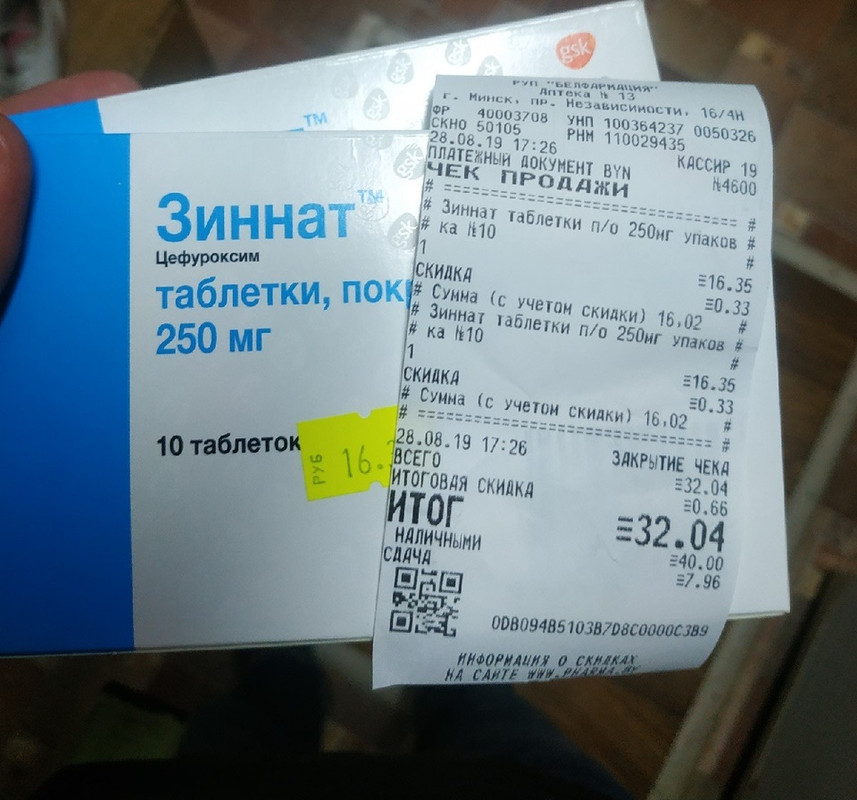 gsk
TM
Зиннат™
Цефуроксим
таблетки, пок
250 мг
10 таблеток
РУБ 16.
РУП "БЕЛФАРМАЦИЯ"
Аптека № 13
г. Минск, пр. Независимости, 16/4Н
ФР 40003708 УНП 100364237 0050326
СКНО 50105 РНМ 110029435
28.08.19 17:26 КАССИР 19
ПЛАТЕЖНЫЙ ДОКУМЕНТ BYN №4600
ЧЕК ПРОДАЖИ
# ============================== #
# Зиннат таблетки п/о 250мг упаков #
# ка №10 #
1 ≡16.35
СКИДКА ≡0.33
# Сумма (с учетом скидки) 16,02 #
# Зиннат таблетки п/о 250мг упаков #
# ка №10 #
1 ≡16.35
СКИДКА ≡0.33
# Сумма (с учетом скидки) 16,02 #
# ============================== #
28.08.19 17:26 ЗАКРЫТИЕ ЧЕКА
ВСЕГО ≡32.04
ИТОГОВАЯ СКИДКА ≡0.66
ИТОГ ≡32.04
НАЛИЧНЫМИ ≡40.00
СДАЧА ≡7.96
0DB094B5103B7D8C0000C3B9
ИНФОРМАЦИЯ О СКИДКАХ
НА САЙТЕ WWW.PHARMA.BY